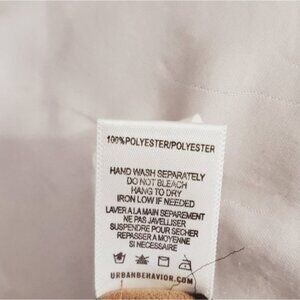 100%POLYESTER/POLYESTER
HAND WASH SEPARATELY
DO NOT BLEACH
HANG TO DRY
IRON LOW IF NEEDED
LAVER A LA MAIN SEPAREMENT
NE PAS JAVELLISER
SUSPENDRE POUR SECHER
REPASSER A MOYENNE
SI NECESSAIRE
URBANBEHAVIOR.COM